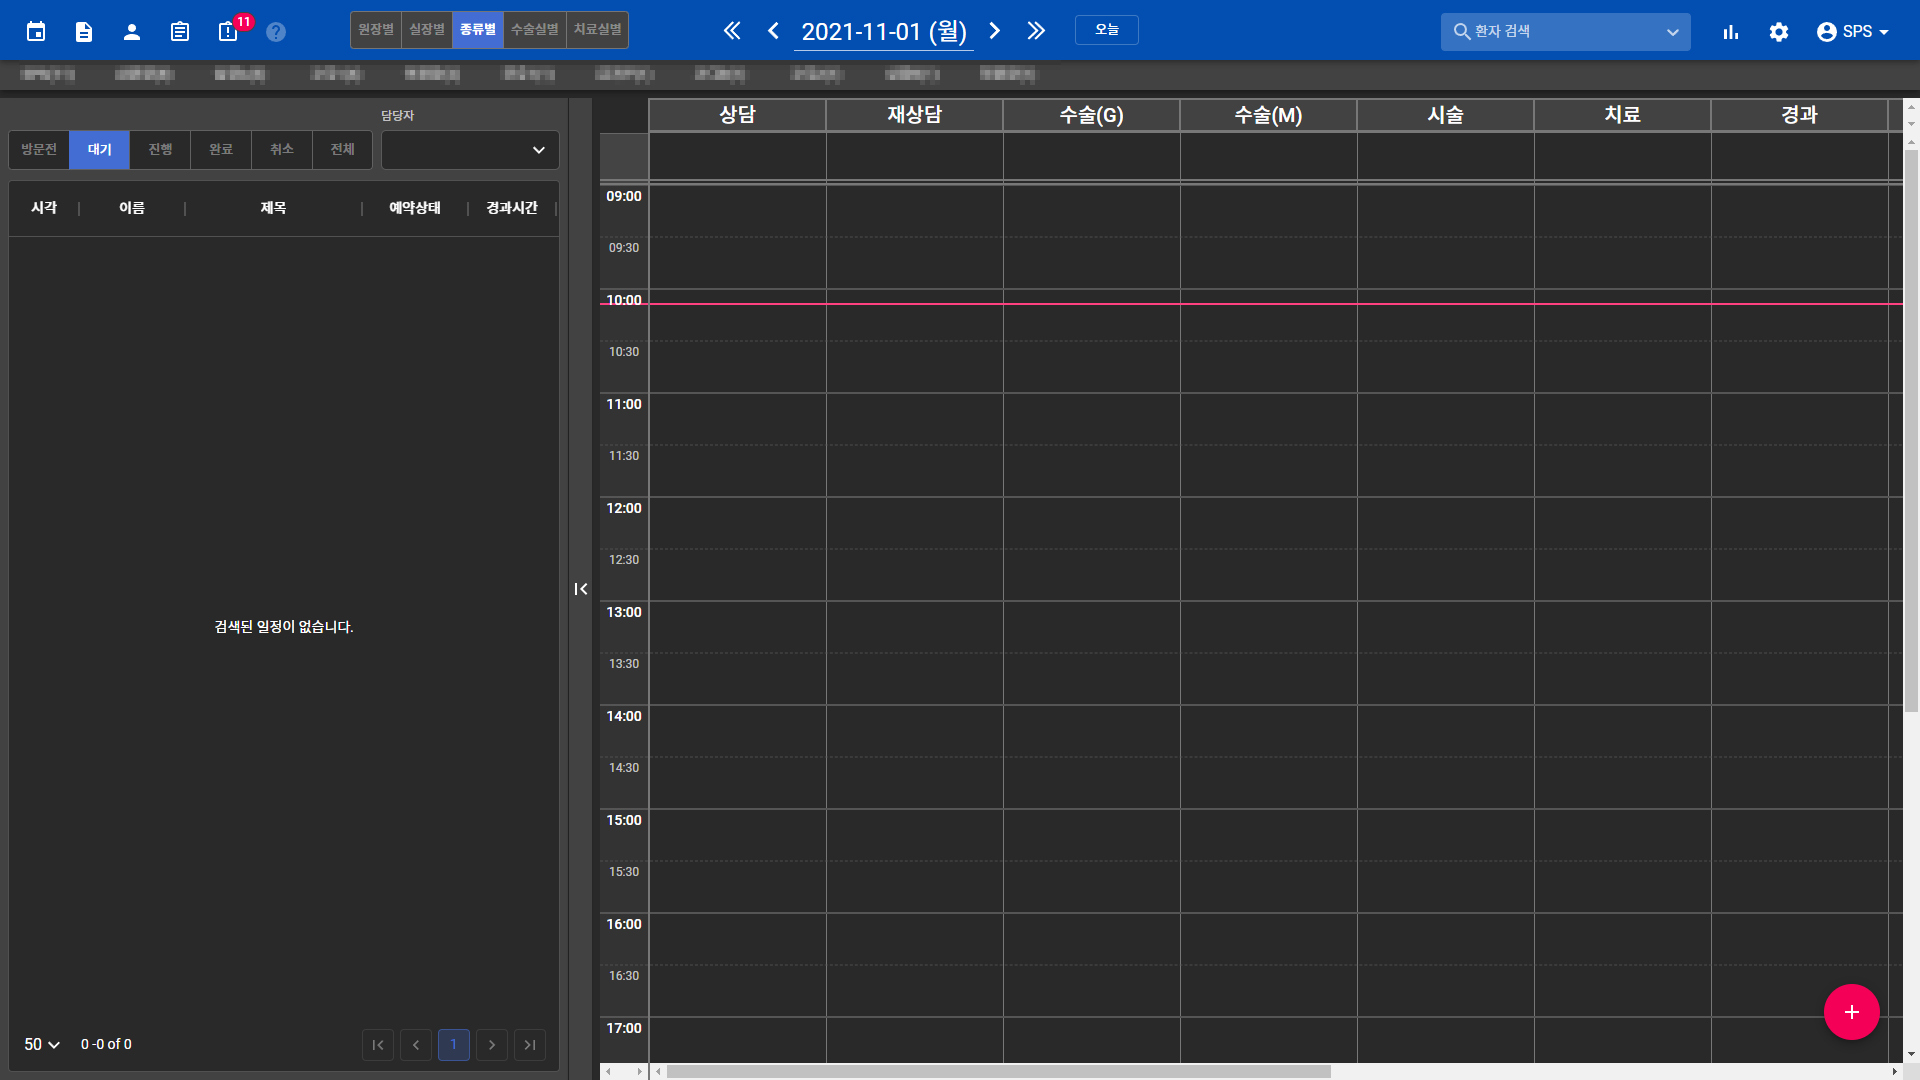 11
원장별 실장별 종류별 수술실별 치료실별
2021-11-01 (월)
오늘
환자 검색
SPS
담당자
방문전 대기 진행 완료 취소 전체
시각 이름 제목 예약상태 경과시간
검색된 일정이 없습니다.
50 0 -0 of 0
1
상담 재상담 수술(G) 수술(M) 시술 치료 경과
09:00
09:30
10:00
10:30
11:00
11:30
12:00
12:30
13:00
13:30
14:00
14:30
15:00
15:30
16:00
16:30
17:00